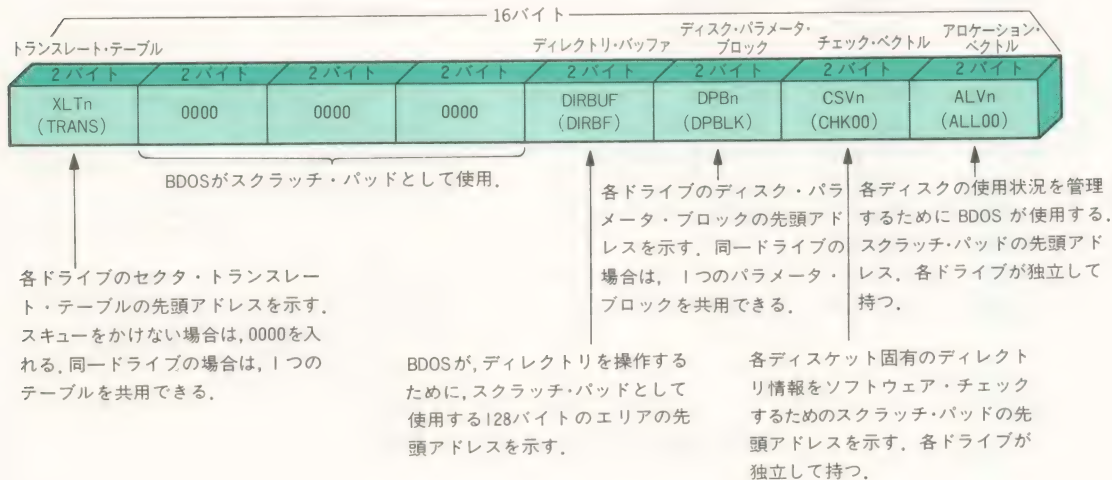 16バイト
トランスレート・テーブル
ディレクトリ・バッファ
ディスク・パラメータ・
ブロック
チェック・ベクトル
アロケーション・
ベクトル
2バイト 2バイト 2バイト 2バイト 2バイト 2バイト 2バイト 2バイト
XLTn
(TRANS)
0000
0000
0000
DIRBUF
(DIRBF)
DPBn
(DPBLK)
CSVn
(CHK00)
ALVn
(ALL00)
BDOSがスクラッチ・パッドとして使用.
各ドライブのセクタ・トランスレー
ト・テーブルの先頭アドレスを示す.
スキューをかけない場合は,0000を入
れる.同一ドライブの場合は,1つの
テーブルを共用できる.
BDOSが,ディレクトリを操作する
ために,スクラッチ・パッドとして
使用する128バイトのエリアの先
頭アドレスを示す.
各ドライブのディスク・パラ
メータ・ブロックの先頭アド
レスを示す.同一ドライブの
場合は,1つのパラメータ・
ブロックを共用できる.
各ディスケット固有のディレクト
リ情報をソフトウェア・チェック
するためのスクラッチ・パッドの先
頭アドレスを示す.各ドライブが
独立して持つ.
各ディスクの使用状況を管理
するために BDOS が使用する.
スクラッチ・パッドの先頭アド
レス.各ドライブが独立して
持つ.